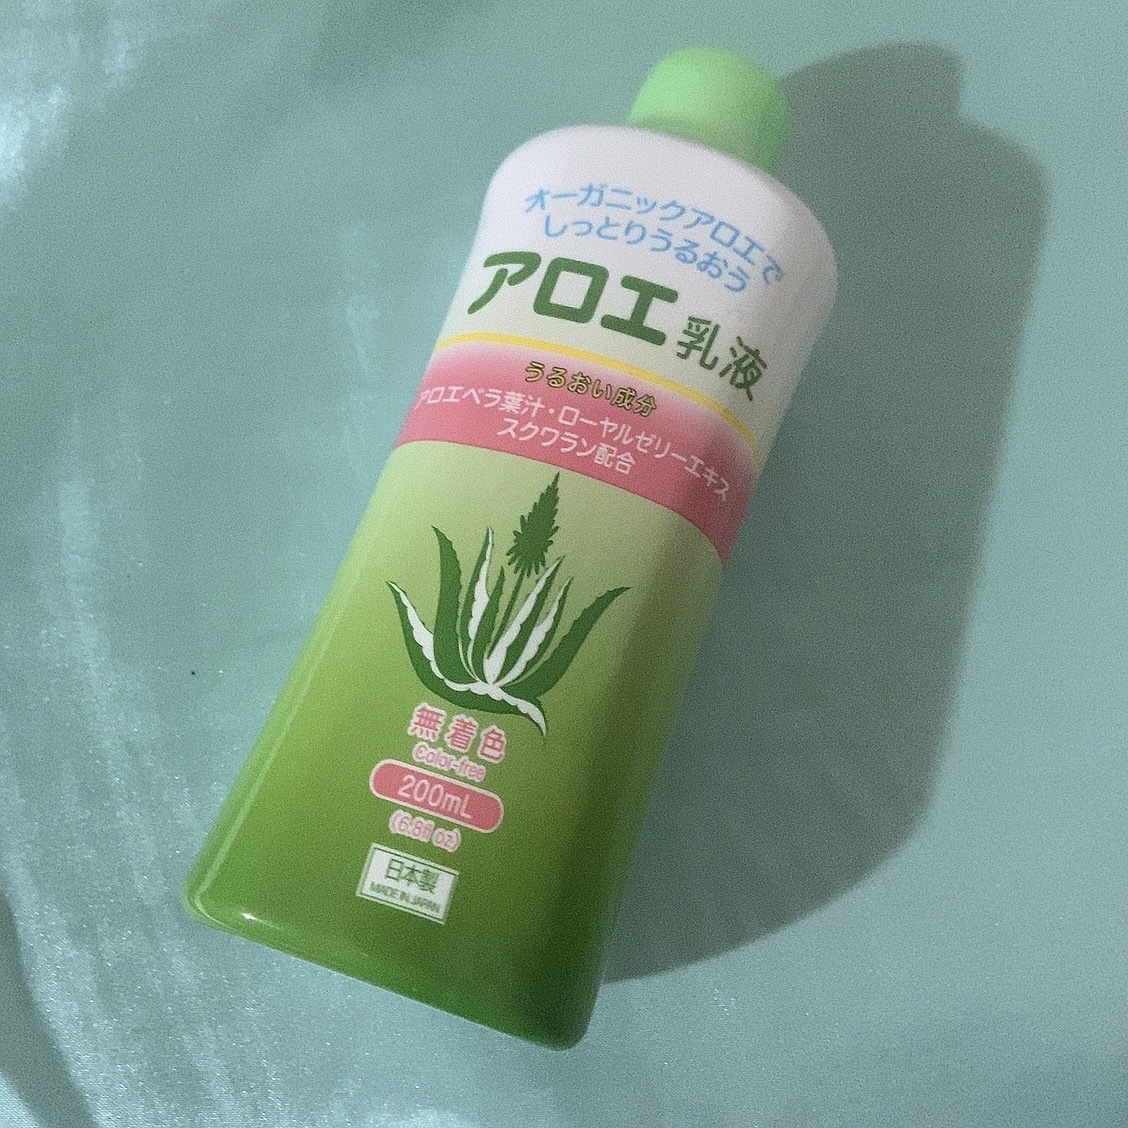 オーガニックアロエで
しっとりうるおう
アロエ乳液
うるおい成分
アロエベラ葉汁・ローヤルゼリーエキス
スクワラン配合
無着色
Color-free
200mL
(6.8fl oz)
日本製
MADE IN JAPAN